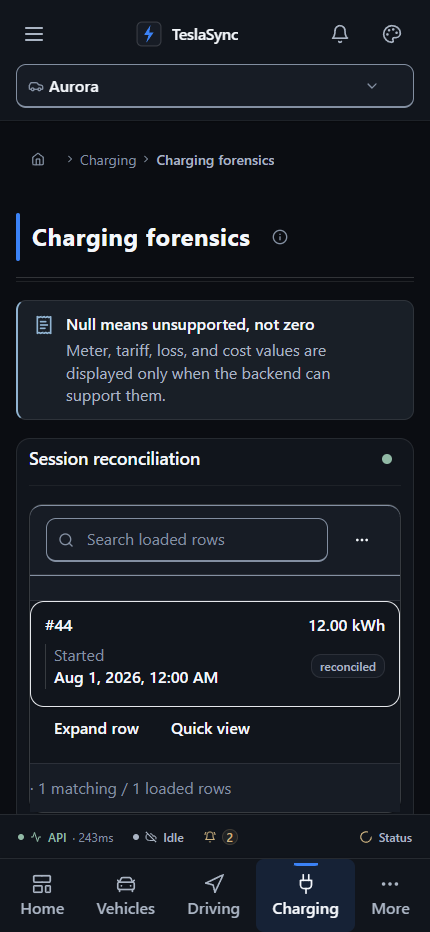 TeslaSync
Aurora
Charging
Charging forensics
Charging forensics
Null means unsupported, not zero
Meter, tariff, loss, and cost values are
displayed only when the backend can
support them.
Session reconciliation
Search loaded rows
#44
12.00 kWh
Started
Aug 1, 2026, 12:00 AM
reconciled
Expand row
Quick view
· 1 matching / 1 loaded rows
API · 243ms
Idle
2
Status
Home
Vehicles
Driving
Charging
More